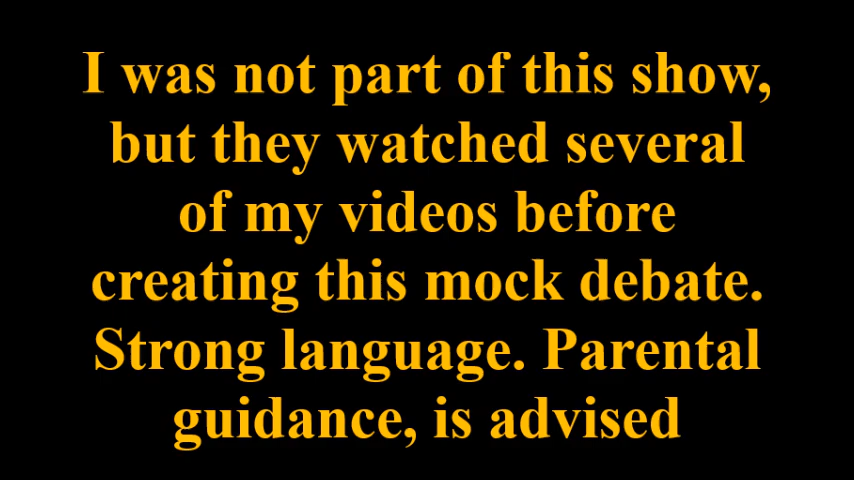 I was not part of this show,
but they watched several
of my videos before
creating this mock debate.
Strong language. Parental
guidance, is advised